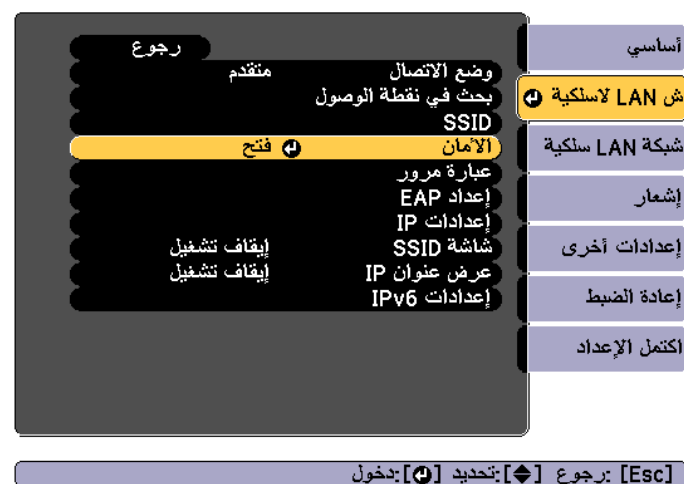 أساسي
ش LAN لاسلكية
شبكة LAN سلكية
إشعار
إعدادات أخرى
إعادة الضبط
اكتمل الإعداد
رجوع
وضع الاتصال متقدم
بحث في نقطة الوصول
SSID
الأمان فتح
عبارة مرور
إعداد EAP
إعدادات IP
شاشة SSID إيقاف تشغيل
عرض عنوان IP إيقاف تشغيل
إعدادات IPv6
[Esc] :رجوع [◆]:تحديد [⏎]:دخول